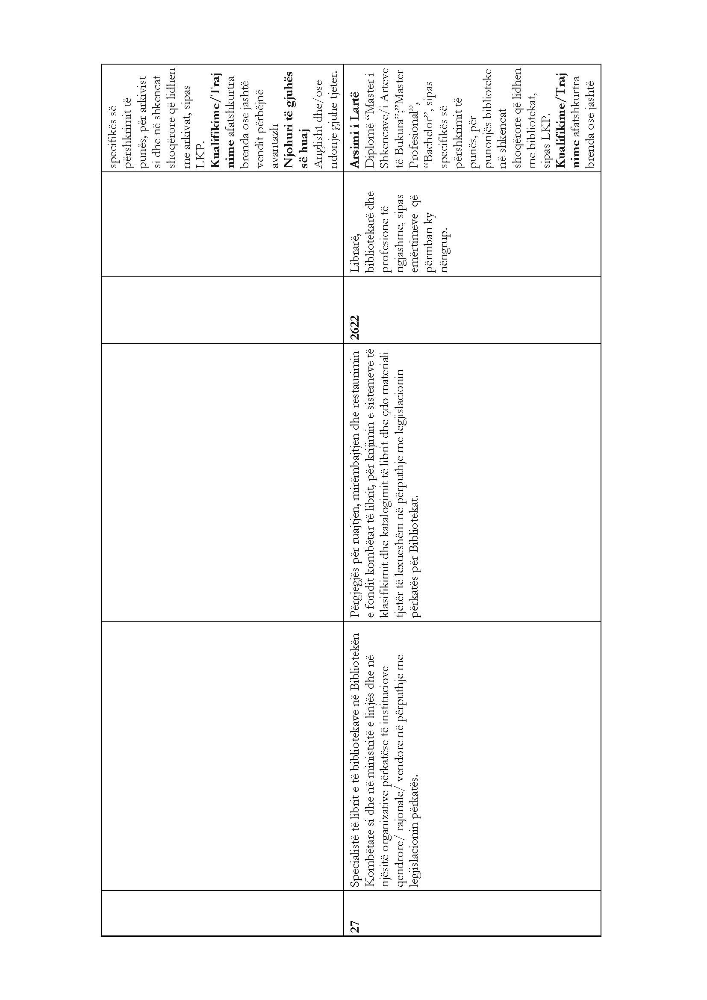 specifikës së
përshkrimit të
punës, për arkivist
si dhe në shkencat
shoqërore që lidhen
me arkivat, sipas
LKP.
Kualifikime/Traj
nime afatshkurtra
brenda ose jashtë
vendit përbëjnë
avantazh
Njohuri të gjuhës
së huaj
Anglisht dhe/ose
ndonje gjuhe tjeter.
27
Specialistë të librit e të bibliotekave në Bibliotekën
Kombëtare si dhe në ministritë e linjës dhe në
njësitë organizative përkatëse të instituciove
qendrore/ rajonale/ vendore në përputhje me
legjislacionin përkatës.
Përgjegjës për ruajtjen, mirëmbajtjen dhe restaurimin
e fondit kombëtar të librit, për krijimin e sistemeve të
klasifikimit dhe katalogimit të librit dhe çdo materiali
tjetër të lexueshëm në përputhje me legjislacionin
përkatës për Bibliotekat.
2622
Librarë,
bibliotekarë dhe
profesione të
ngjashme, sipas
emërtimeve që
përmban ky
nëngrup.
Arsimi i Lartë
Diplomë “Master i
Shkencave/i Arteve
të Bukura”;”Master
Profesional”,
“Bachelor”, sipas
specifikës së
përshkrimit të
punës, për
punonjës biblioteke
në shkencat
shoqërore që lidhen
me bibliotekat,
sipas LKP.
Kualifikime/Traj
nime afatshkurtra
brenda ose jashtë